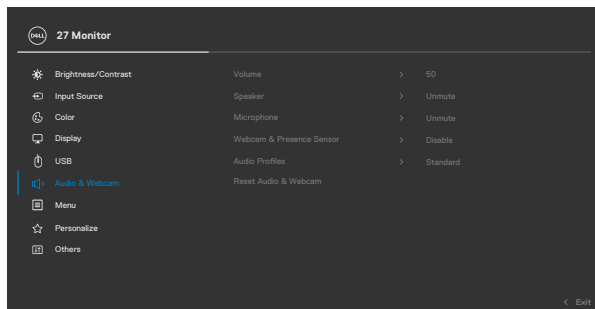 DELL 27 Monitor
Brightness/Contrast Volume > 50
Input Source Speaker > Unmute
Color Microphone > Unmute
Display Webcam & Presence Sensor > Disable
USB Audio Profiles > Standard
Audio & Webcam Reset Audio & Webcam
Menu
Personalize
Others
< Exit